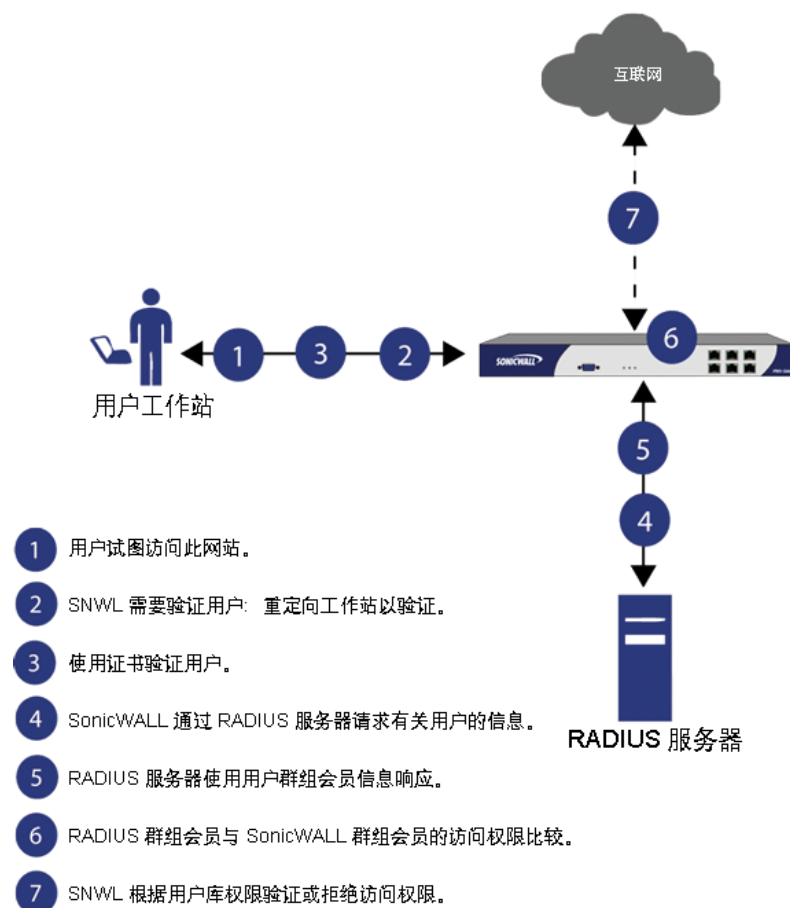 互联网
7
6
SONICWALL
1
3
2
用户工作站
5
4
RADIUS 服务器
1 用户试图访问此网站。
2 SNWL 需要验证用户: 重定向工作站以验证。
3 使用证书验证用户。
4 SonicWALL 通过 RADIUS 服务器请求有关用户的信息。
5 RADIUS 服务器使用用户群组会员信息响应。
6 RADIUS 群组会员与 SonicWALL 群组会员的访问权限比较。
7 SNWL 根据用户库权限验证或拒绝访问权限。